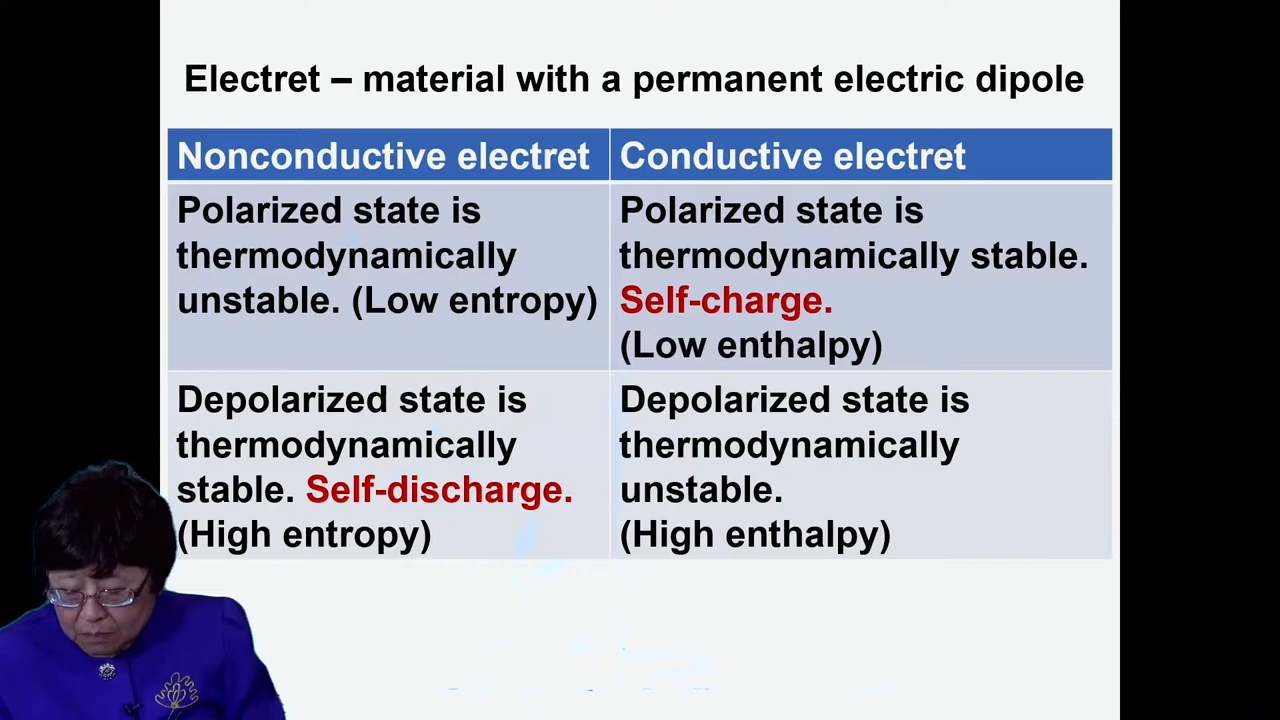 Electret – material with a permanent electric dipole
Nonconductive electret
Conductive electret
Polarized state is
thermodynamically
unstable. (Low entropy)
Polarized state is
thermodynamically stable.
Self-charge.
(Low enthalpy)
Depolarized state is
thermodynamically
stable. Self-discharge.
(High entropy)
Depolarized state is
thermodynamically
unstable.
(High enthalpy)